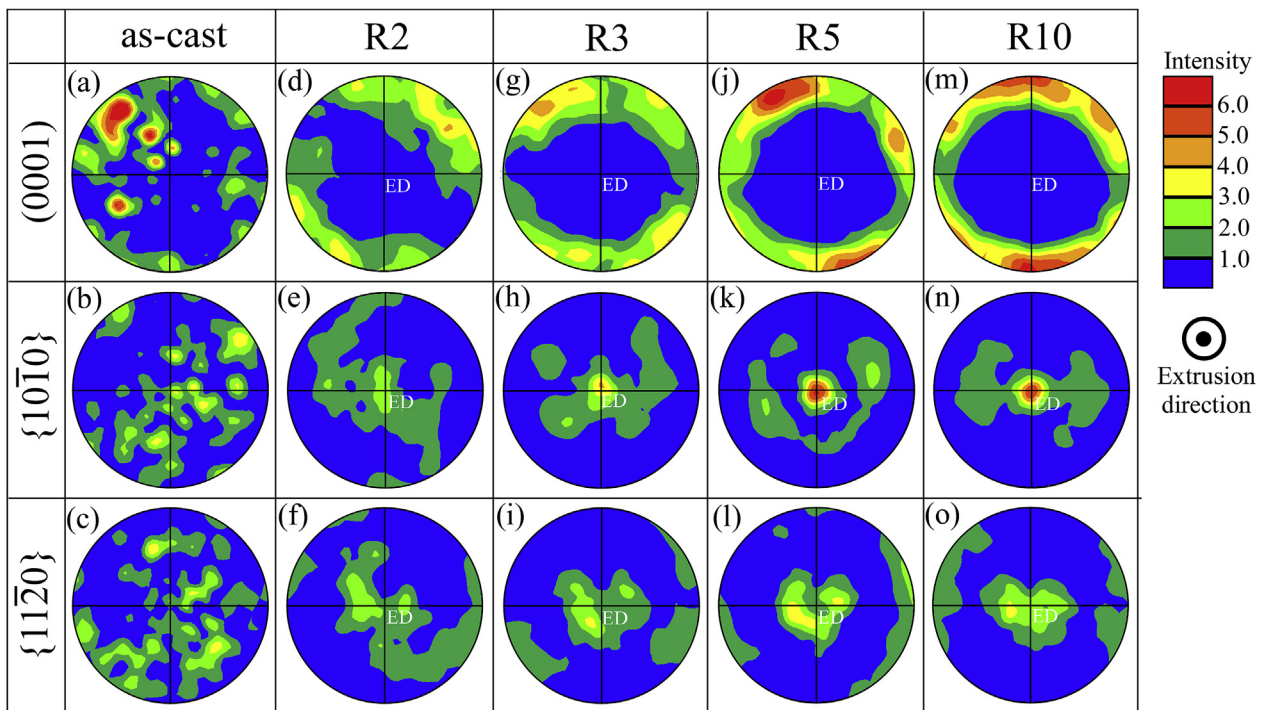 as-cast R2 R3 R5 R10
(0001) (a) (d) (g) (j) (m)
ED ED ED ED
{101̅0} (b) (e) (h) (k) (n)
ED ED ED ED
{112̅0} (c) (f) (i) (l) (o)
ED ED ED ED
Intensity
6.0
5.0
4.0
3.0
2.0
1.0
Extrusion
direction